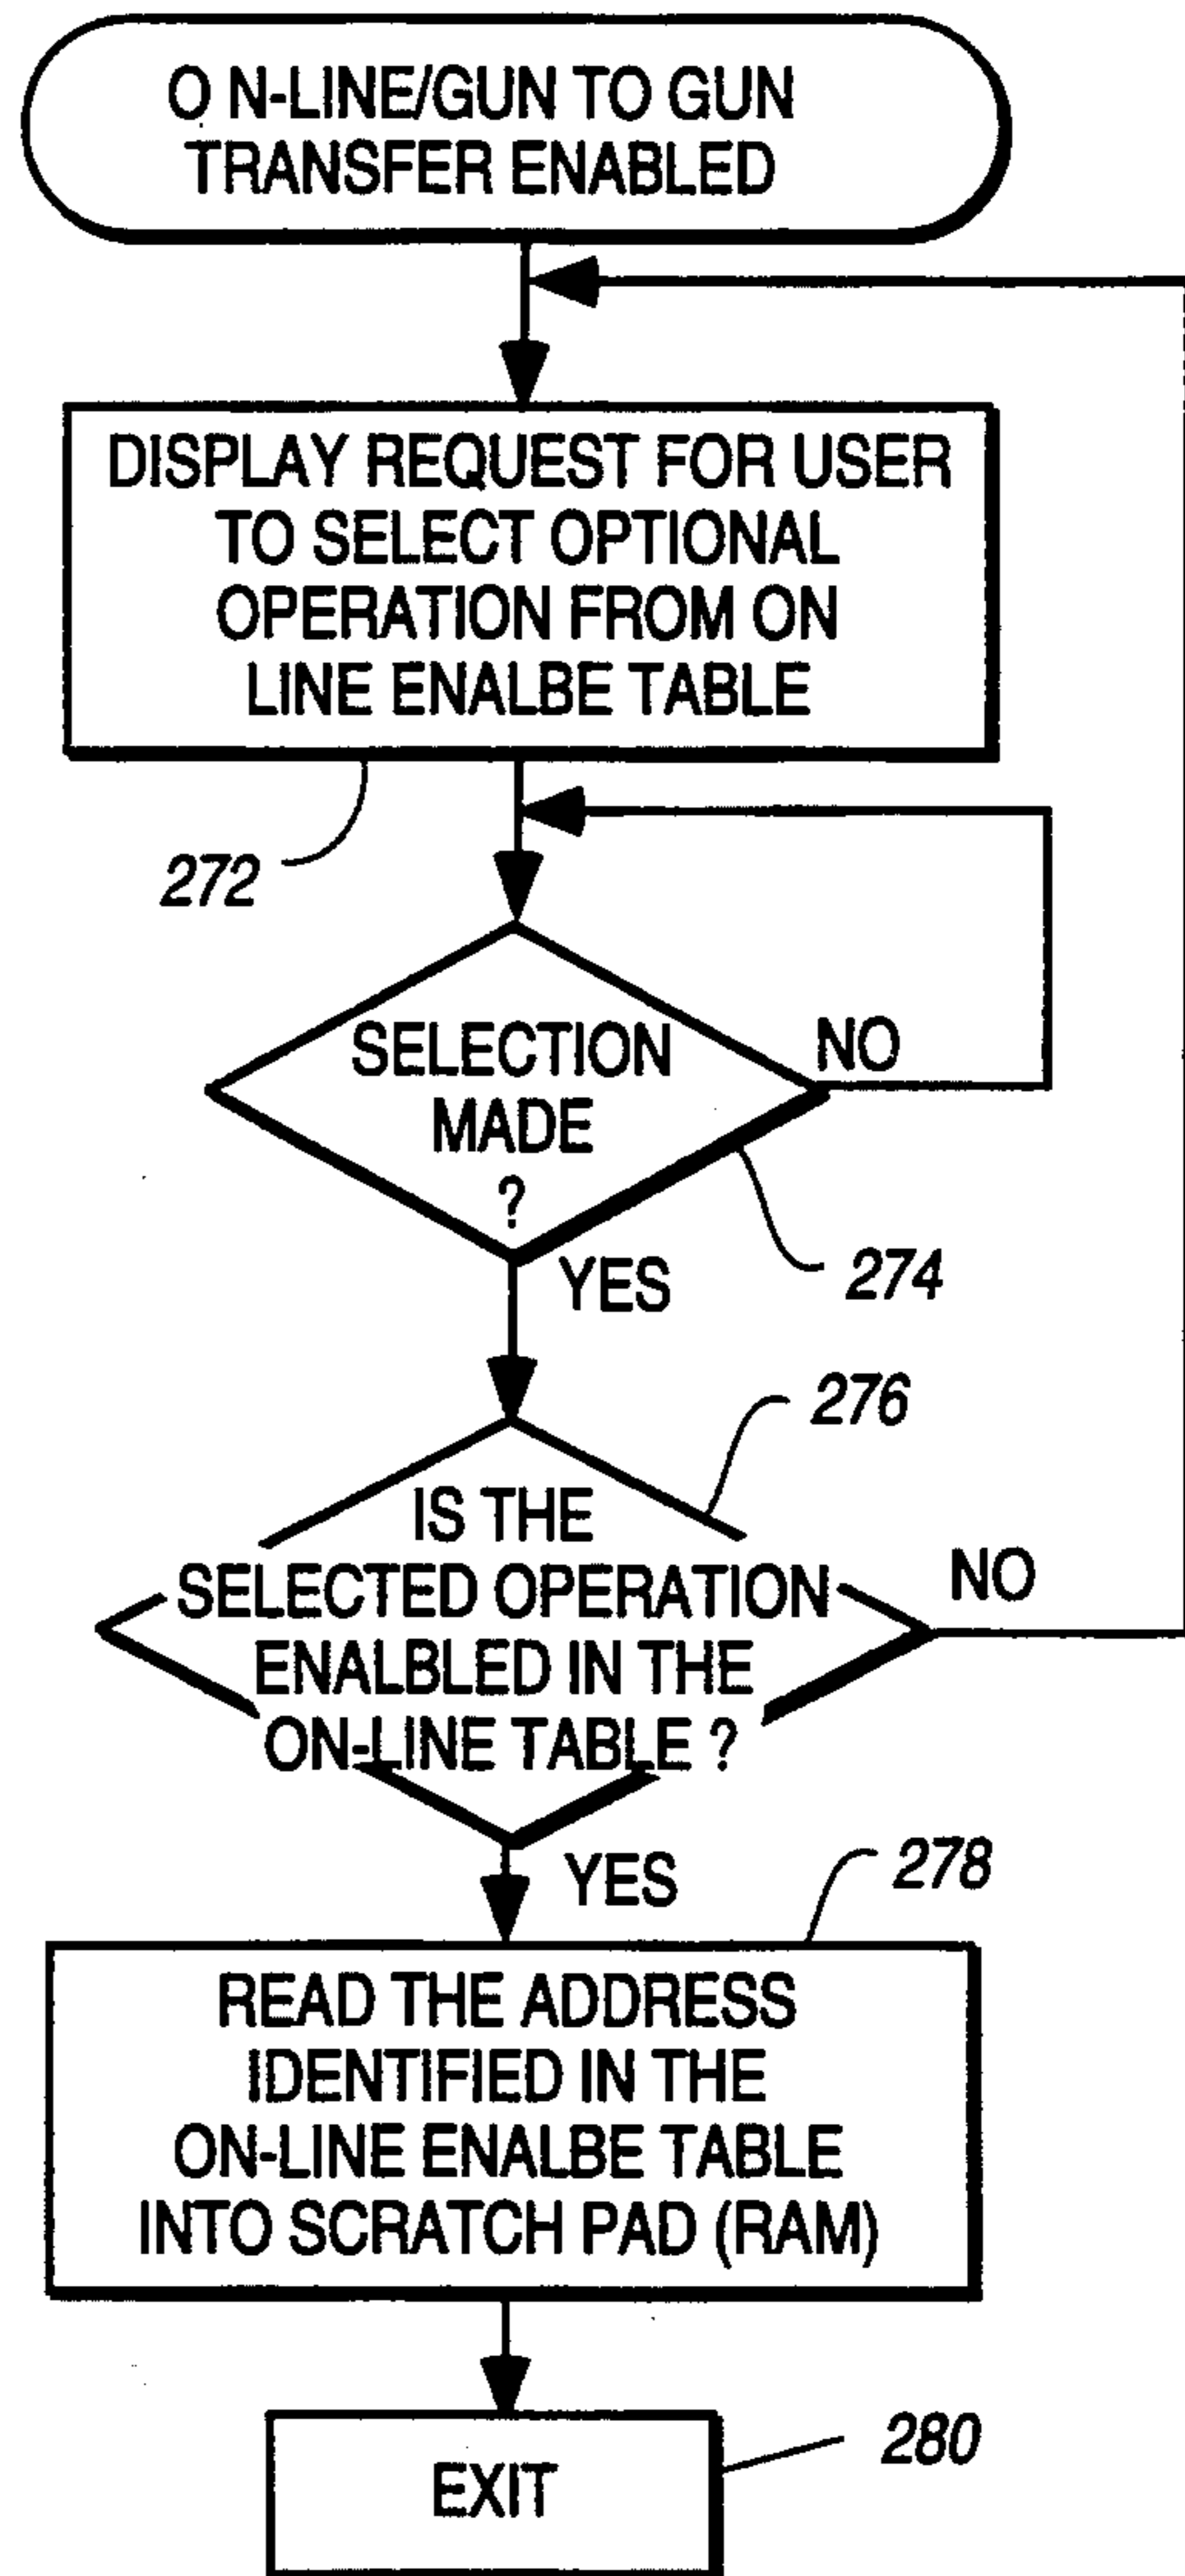 O N-LINE/GUN TO GUN
TRANSFER ENABLED
DISPLAY REQUEST FOR USER
TO SELECT OPTIONAL
OPERATION FROM ON
LINE ENALBE TABLE
272
SELECTION
MADE
?
NO
YES
274
276
IS THE
SELECTED OPERATION
ENALBLED IN THE
ON-LINE TABLE ?
NO
YES
278
READ THE ADDRESS
IDENTIFIED IN THE
ON-LINE ENALBE TABLE
INTO SCRATCH PAD (RAM)
EXIT
280